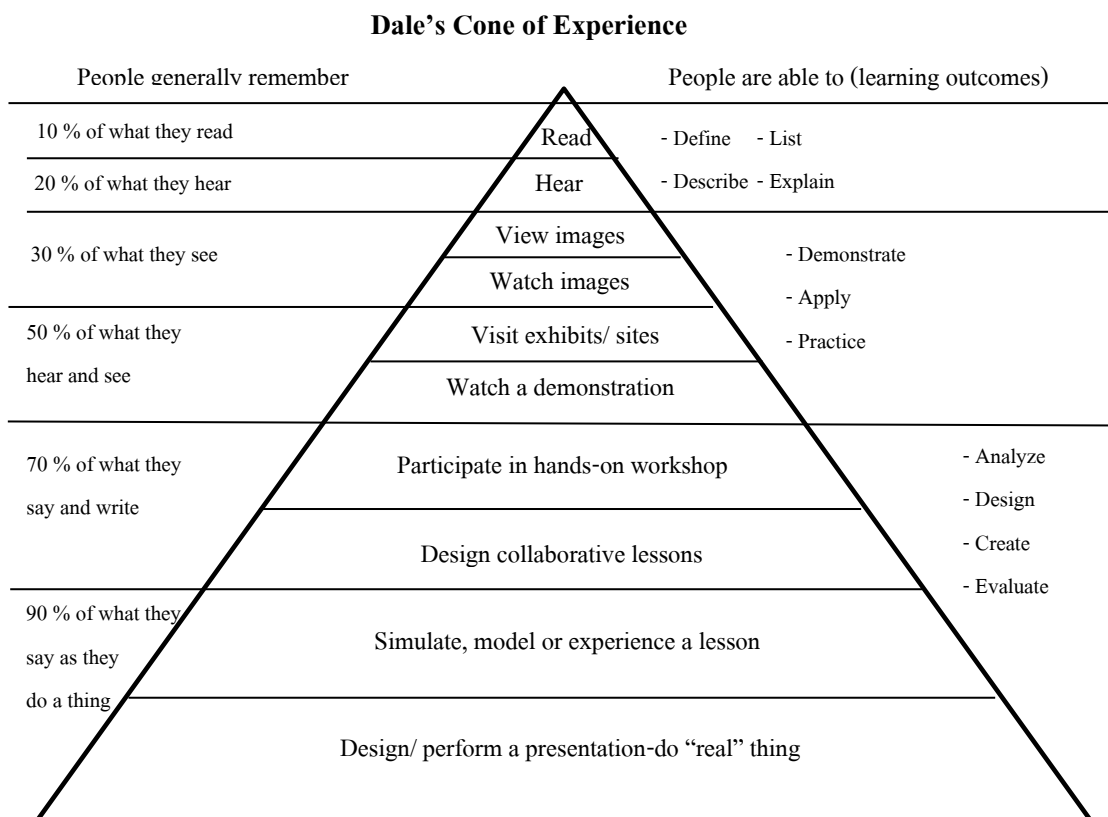 Dale’s Cone of Experience
People generally remember
People are able to (learning outcomes)
10 % of what they read
Read
- Define - List
20 % of what they hear
Hear
- Describe - Explain
View images
30 % of what they see
- Demonstrate
Watch images
- Apply
50 % of what they
Visit exhibits/ sites
- Practice
hear and see
Watch a demonstration
70 % of what they
Participate in hands-on workshop
- Analyze
say and write
- Design
Design collaborative lessons
- Create
- Evaluate
90 % of what they
say as they
Simulate, model or experience a lesson
do a thing
Design/ perform a presentation-do “real” thing